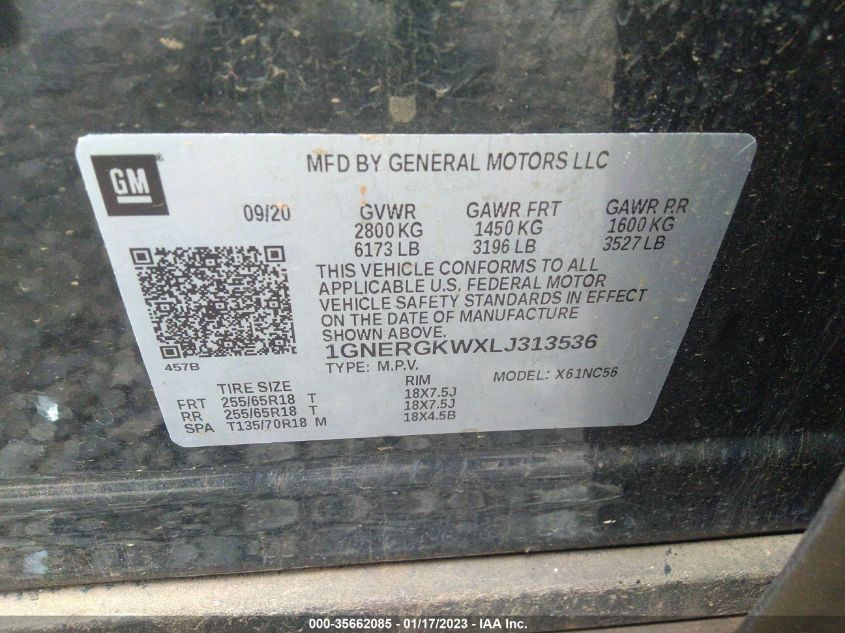 GM
MFD BY GENERAL MOTORS LLC
09/20 GVWR GAWR FRT GAWR RR
2800 KG 1450 KG 1600 KG
6173 LB 3196 LB 3527 LB
THIS VEHICLE CONFORMS TO ALL
APPLICABLE U.S. FEDERAL MOTOR
VEHICLE SAFETY STANDARDS IN EFFECT
ON THE DATE OF MANUFACTURE
SHOWN ABOVE.
1GNERGKWXLJ313536
457B
TYPE: M.P.V. MODEL: X61NC56
TIRE SIZE RIM
FRT 255/65R18 T 18X7.5J
RR 255/65R18 T 18X7.5J
SPA T135/70R18 M 18X4.5B
000-35662085 - 01/17/2023 - IAA Inc.